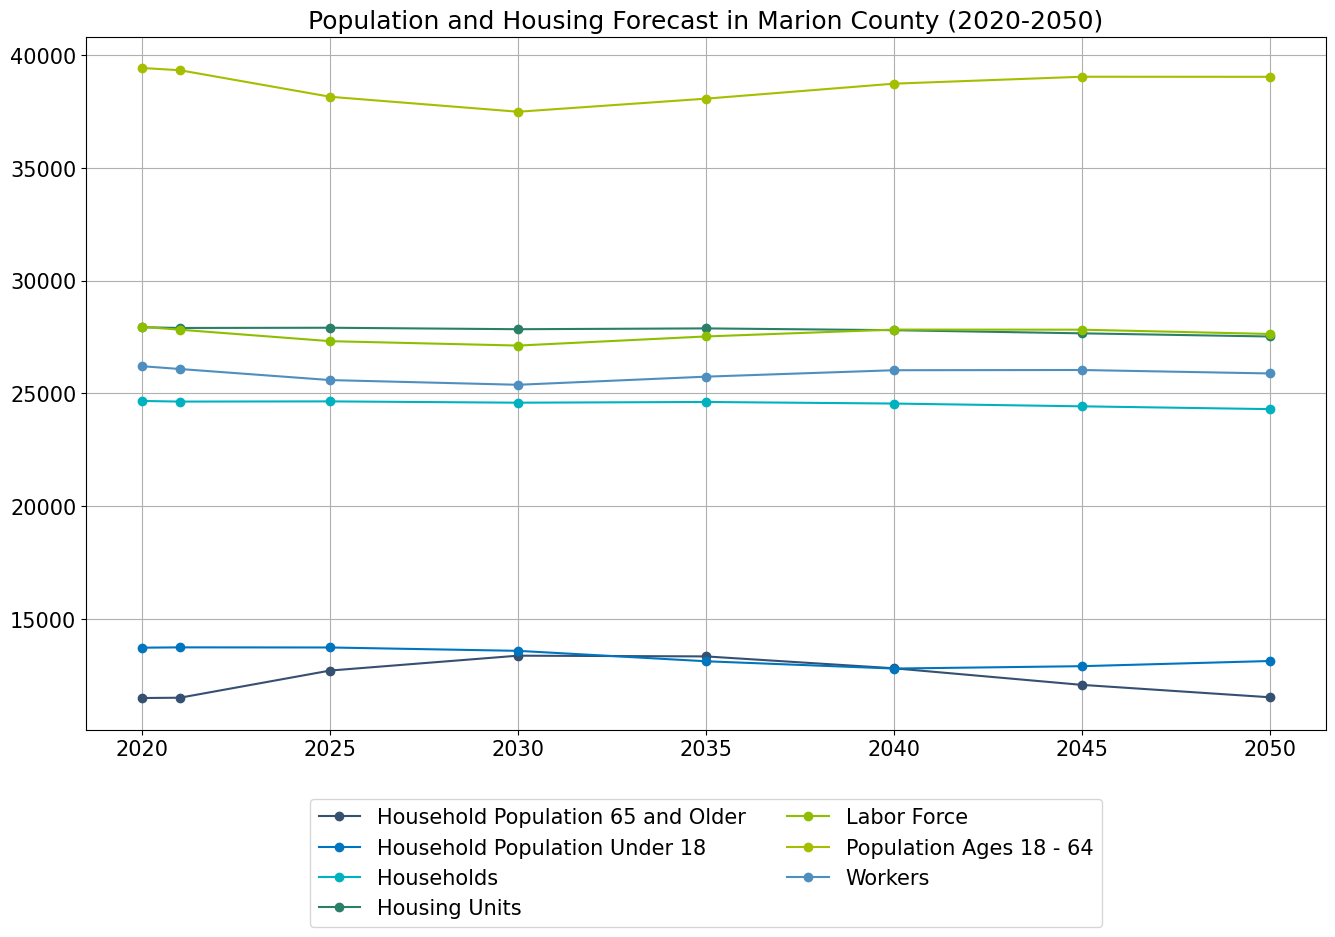 Population and Housing Forecast in Marion County (2020-2050)
40000
35000
30000
25000
20000
15000
2020 2025 2030 2035 2040 2045 2050
Household Population 65 and Older
Household Population Under 18
Households
Housing Units
Labor Force
Population Ages 18 - 64
Workers